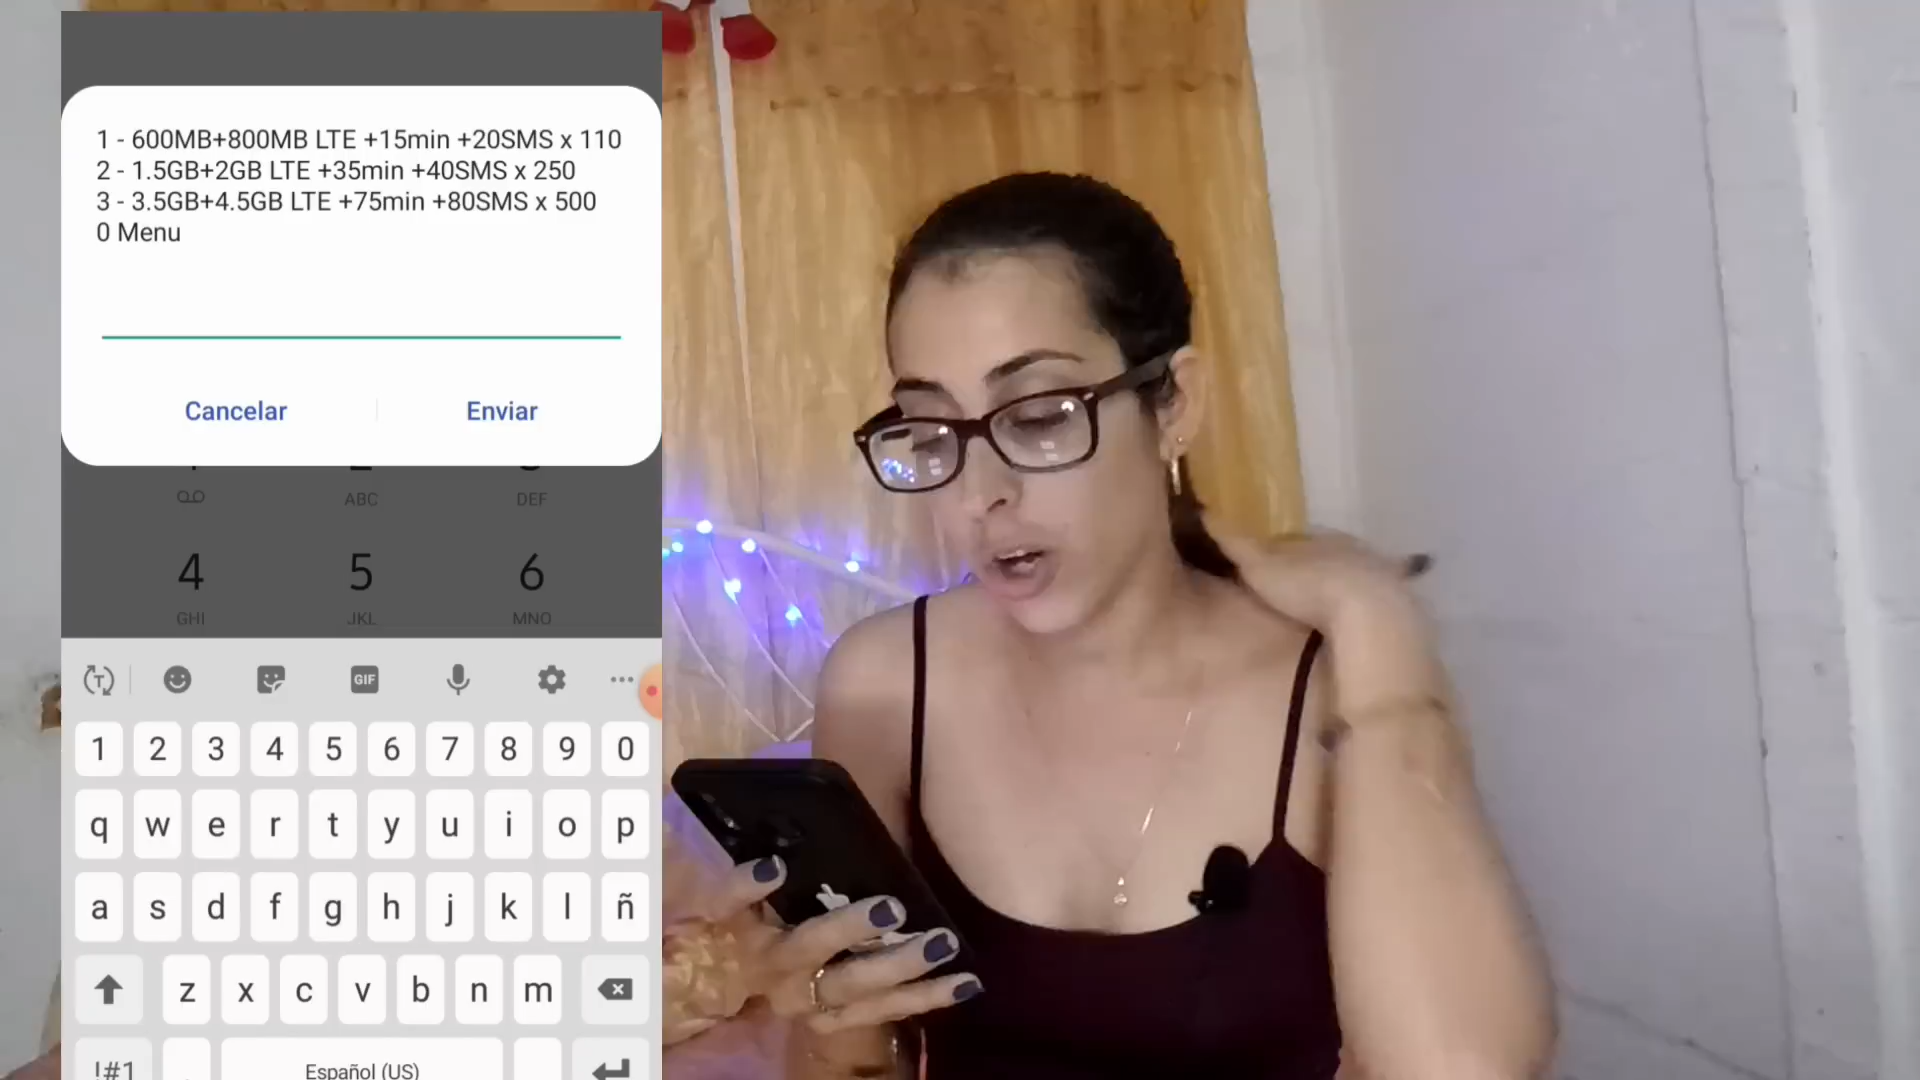 1 - 600MB+800MB LTE +15min +20SMS x 110
2 - 1.5GB+2GB LTE +35min +40SMS x 250
3 - 3.5GB+4.5GB LTE +75min +80SMS x 500
0 Menu
Cancelar Enviar
ABC DEF
4 5 6
GHI JKL MNO
GIF
1 2 3 4 5 6 7 8 9 0
q w e r t y u i o p
a s d f g h j k l ñ
z x c v b n m
!#1 Español (US)